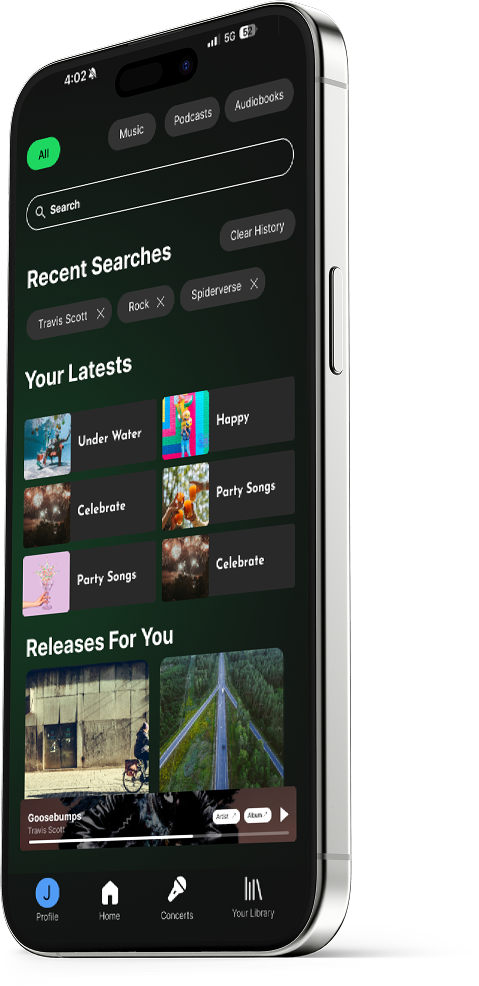 4:02 5G 52
All Music Podcasts Audiobooks
Search
Recent Searches Clear History
Travis Scott Rock Spiderverse
Your Latests
Under Water Happy
Celebrate Party Songs
Party Songs Celebrate
Releases For You
Goosebumps
Travis Scott
Artist Album
J
Profile Home Concerts Your Library